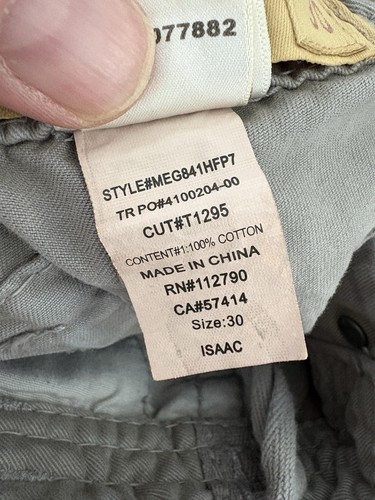 077882
STYLE#MEG841HFP7
TR PO#4100204-00
CUT#T1295
CONTENT#1:100% COTTON
MADE IN CHINA
RN#112790
CA#57414
Size:30
ISAAC